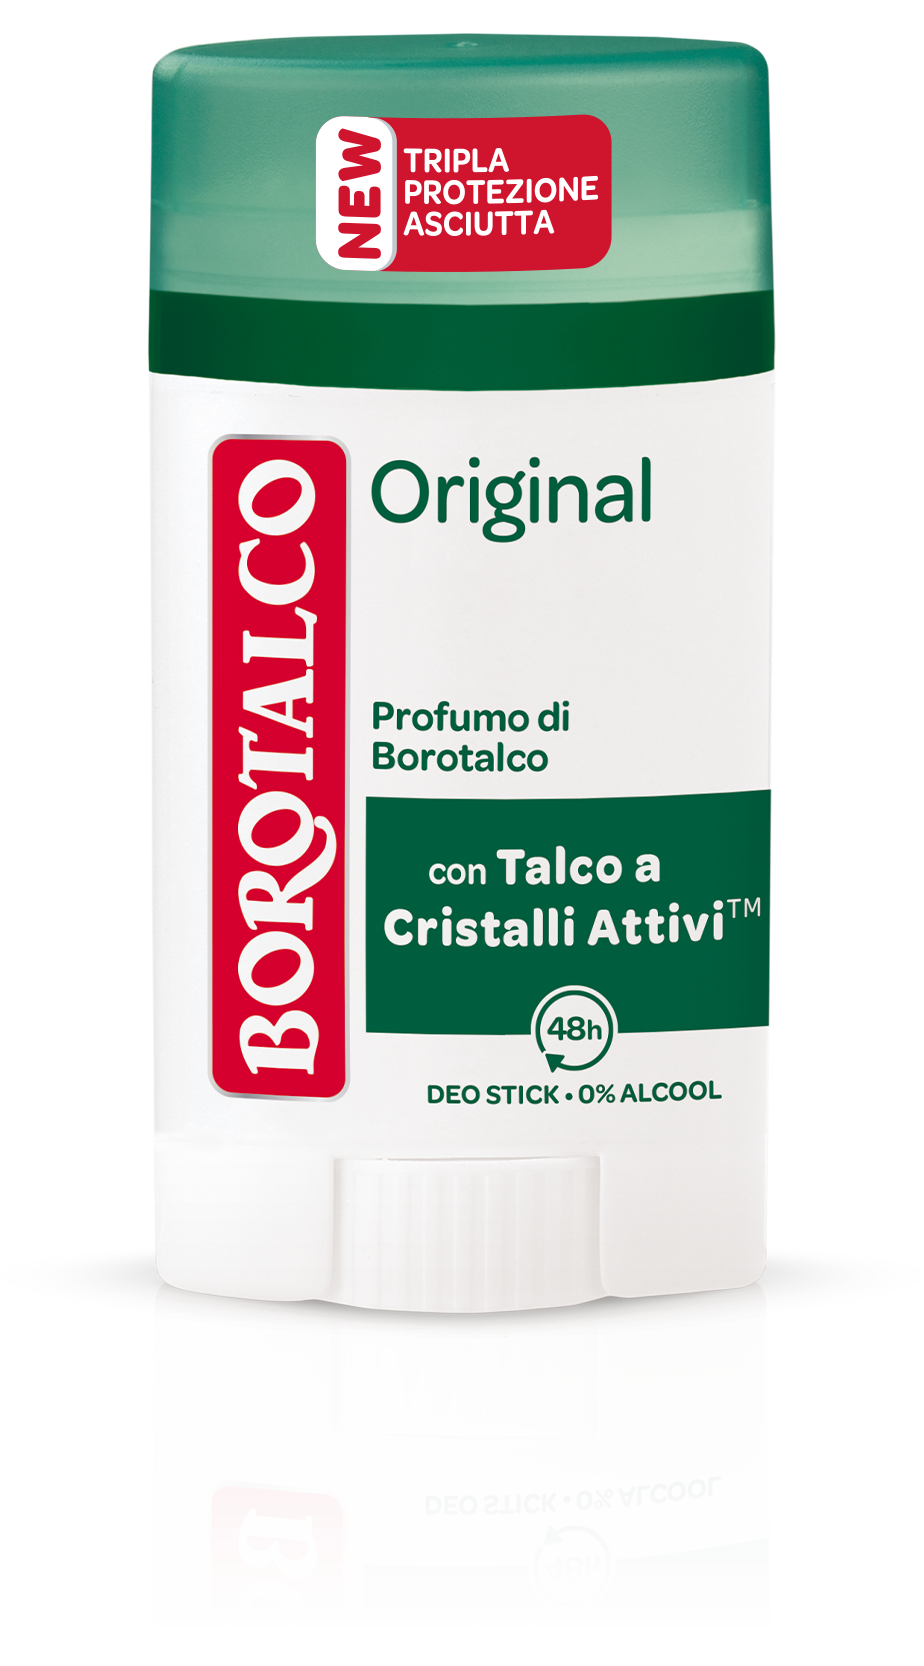 NEW
TRIPLA
PROTEZIONE
ASCIUTTA
BOROTALCO
Original
Profumo di
Borotalco
con Talco a
Cristalli Attivi™
48h
DEO STICK • 0% ALCOOL